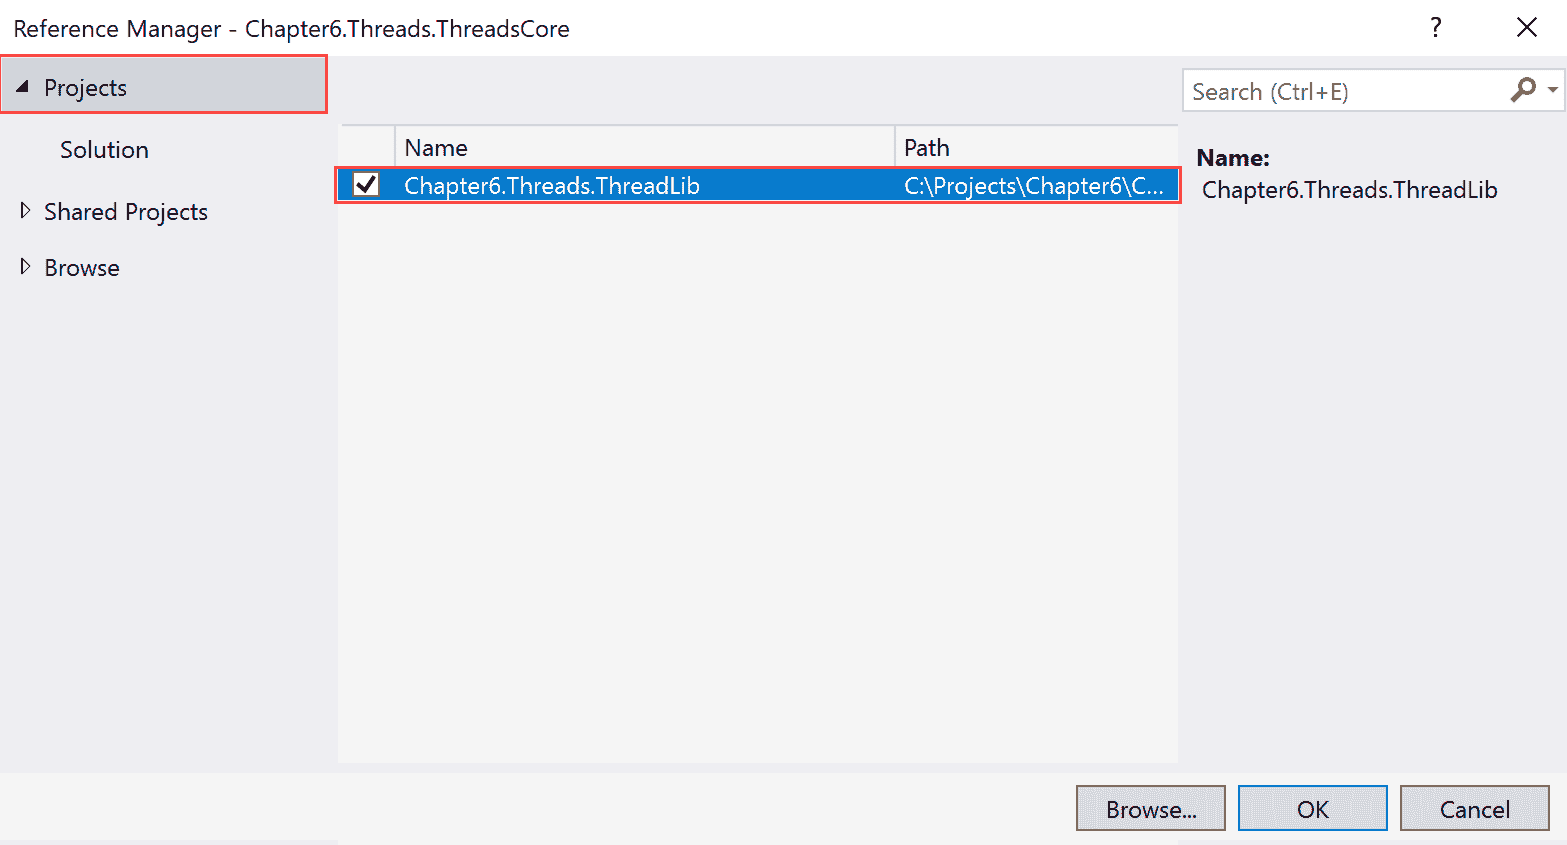 Reference Manager - Chapter6.Threads.ThreadsCore ?
Projects
Search (Ctrl+E)
Solution
Shared Projects
Browse
Name Path
Chapter6.Threads.ThreadLib C:\Projects\Chapter6\C...
Name:
Chapter6.Threads.ThreadLib
Browse... OK Cancel